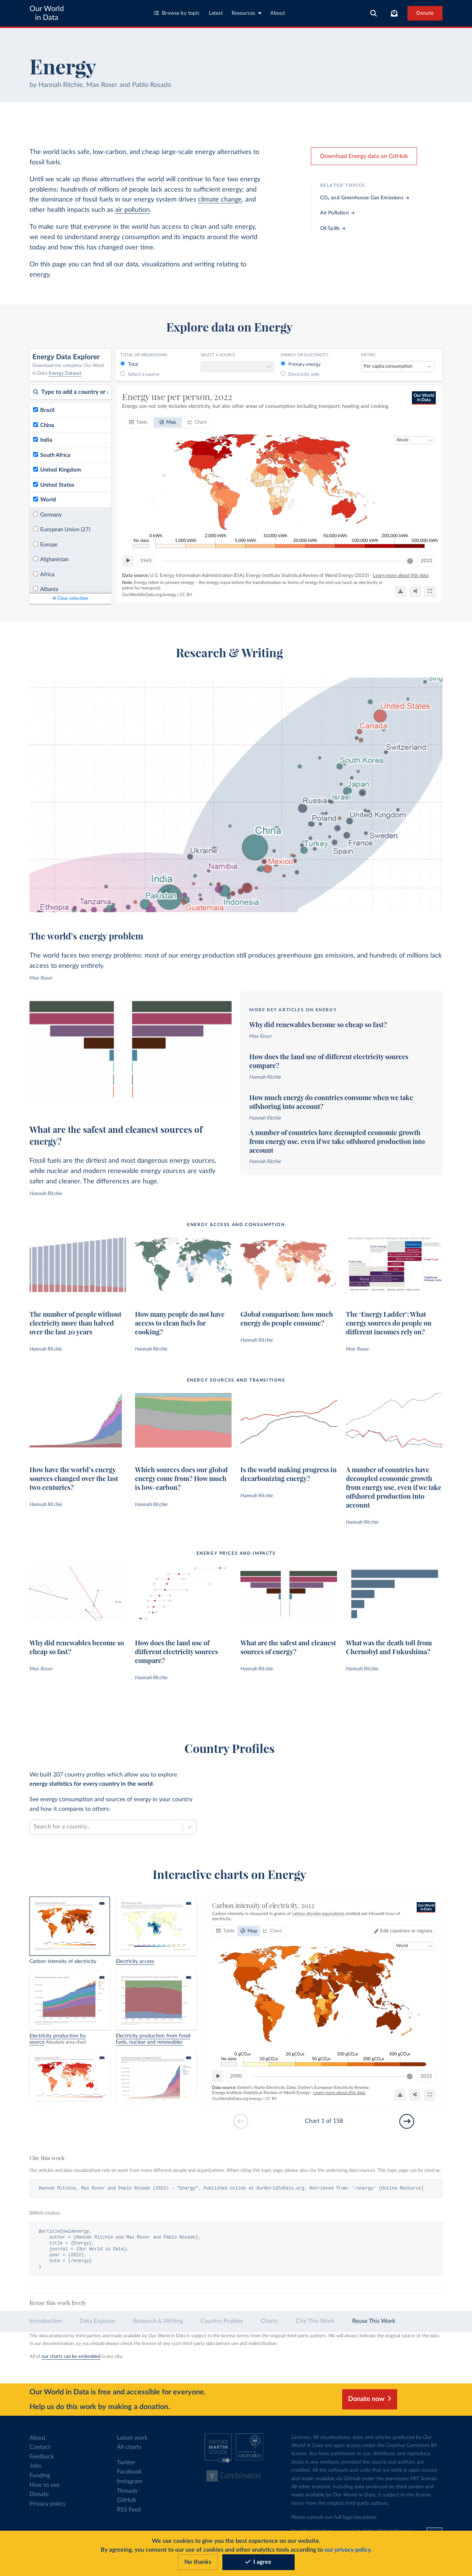 Our World
in Data
Browse by topic
Latest
Resources
About
Donate
Energy
by Hannah Ritchie, Max Roser and Pablo Rosado
The world lacks safe, low-carbon, and cheap large-scale energy alternatives to
fossil fuels.
Until we scale up those alternatives the world will continue to face two energy
problems: hundreds of millions of people lack access to sufficient energy; and
the dominance of fossil fuels in our energy system drives climate change, and
other health impacts such as air pollution.
To make sure that everyone in the world has access to clean and safe energy,
we need to understand energy consumption and its impacts around the world
today and how this has changed over time.
On this page you can find all our data, visualizations and writing relating to
energy.
Download Energy data on GitHub
RELATED TOPICS
CO₂ and Greenhouse Gas Emissions →
Air Pollution →
Oil Spills →
Explore data on Energy
Energy Data Explorer
Download the complete Our World
in Data Energy Dataset.
TOTAL OR BREAKDOWN
Total
Select a source
SELECT A SOURCE
ENERGY OR ELECTRICITY
Primary energy
Electricity only
METRIC
Per capita consumption
Type to add a country or
Brazil
China
India
South Africa
United Kingdom
United States
World
Germany
European Union (27)
Europe
Afghanistan
Africa
Albania
Clear selection
Energy use per person, 2022
Energy use not only includes electricity, but also other areas of consumption including transport, heating and cooking.
Our World
in Data
Table
Map
Chart
World
No data
0 kWh
1,000 kWh
2,000 kWh
5,000 kWh
10,000 kWh
20,000 kWh
50,000 kWh
100,000 kWh
200,000 kWh
500,000 kWh
1965
2022
Data source: U.S. Energy Information Administration (EIA); Energy Institute Statistical Review of World Energy (2023) - Learn more about this data
Note: Energy refers to primary energy – the energy input before the transformation to forms of energy for end-use (such as electricity or
petrol for transport).
OurWorldInData.org/energy | CC BY
Research & Writing
United States
Canada
Switzerland
South Korea
Japan
Israel
Russia
Poland
United Kingdom
China
Sweden
Turkey
France
Ukraine
Spain
Mexico
Namibia
India
Pakistan
Indonesia
Tanzania
Ethiopia
Guatemala
The world's energy problem
The world faces two energy problems: most of our energy production still produces greenhouse gas emissions, and hundreds of millions lack
access to energy entirely.
Max Roser
What are the safest and cleanest sources of
energy?
Fossil fuels are the dirtiest and most dangerous energy sources,
while nuclear and modern renewable energy sources are vastly
safer and cleaner. The differences are huge.
Hannah Ritchie
MORE KEY ARTICLES ON ENERGY
Why did renewables become so cheap so fast?
Max Roser
How does the land use of different electricity sources
compare?
Hannah Ritchie
How much energy do countries consume when we take
offshoring into account?
Hannah Ritchie
A number of countries have decoupled economic growth
from energy use, even if we take offshored production into
account
Hannah Ritchie
ENERGY ACCESS AND CONSUMPTION
The number of people without
electricity more than halved
over the last 20 years
Hannah Ritchie
How many people do not have
access to clean fuels for
cooking?
Hannah Ritchie
Global comparison: how much
energy do people consume?
Hannah Ritchie
The 'Energy Ladder': What
energy sources do people on
different incomes rely on?
Max Roser
ENERGY SOURCES AND TRANSITIONS
How have the world's energy
sources changed over the last
two centuries?
Hannah Ritchie
Which sources does our global
energy come from? How much
is low-carbon?
Hannah Ritchie
Is the world making progress in
decarbonizing energy?
Hannah Ritchie
A number of countries have
decoupled economic growth
from energy use, even if we take
offshored production into
account
Hannah Ritchie
ENERGY PRICES AND IMPACTS
Why did renewables become so
cheap so fast?
Max Roser
How does the land use of
different electricity sources
compare?
Hannah Ritchie
What are the safest and cleanest
sources of energy?
Hannah Ritchie
What was the death toll from
Chernobyl and Fukushima?
Hannah Ritchie
Country Profiles
We built 207 country profiles which allow you to explore
energy statistics for every country in the world.
See energy consumption and sources of energy in your country
and how it compares to others:
Search for a country...
Interactive charts on Energy
Carbon intensity of electricity
Electricity access
Electricity production by
source Absolute area chart
Electricity production from fossil
fuels, nuclear and renewables
Carbon intensity of electricity, 2022
Carbon intensity is measured in grams of carbon dioxide-equivalents emitted per kilowatt-hour of
electricity.
Our World
in Data
Table
Map
Chart
Edit countries or regions
World
No data
0 gCO₂e
10 gCO₂e
20 gCO₂e
50 gCO₂e
100 gCO₂e
200 gCO₂e
500 gCO₂e
2000
2022
Data source: Ember's Yearly Electricity Data; Ember's European Electricity Review;
Energy Institute Statistical Review of World Energy - Learn more about this data
OurWorldInData.org/energy | CC BY
Chart 1 of 158
Cite this work
Our articles and data visualizations rely on work from many different people and organizations. When citing this topic page, please also cite the underlying data sources. This topic page can be cited as:
Hannah Ritchie, Max Roser and Pablo Rosado (2022) - "Energy". Published online at OurWorldInData.org. Retrieved from: '/energy' [Online Resource]
BibTeX citation
@article{owidenergy,
author = {Hannah Ritchie and Max Roser and Pablo Rosado},
title = {Energy},
journal = {Our World in Data},
year = {2022},
note = {/energy}
}
Reuse this work freely
Introduction
Data Explorer
Research & Writing
Country Profiles
Charts
Cite This Work
Reuse This Work
The data produced by third parties and made available by Our World in Data is subject to the license terms from the original third-party authors. We will always indicate the original source of the data
in our documentation, so you should always check the license of any such third-party data before use and redistribution.
All of our charts can be embedded in any site.
Our World in Data is free and accessible for everyone.
Help us do this work by making a donation.
Donate now
About
Contact
Feedback
Jobs
Funding
How to use
Donate
Privacy policy
Latest work
All charts
Twitter
Facebook
Instagram
Threads
GitHub
RSS Feed
OXFORD
MARTIN
SCHOOL
UNIVERSITY OF
OXFORD
Y Combinator
Licenses: All visualizations, data, and articles produced by Our
World in Data are open access under the Creative Commons BY
license. You have permission to use, distribute, and reproduce
these in any medium, provided the source and authors are
credited. All the software and code that we write is open source
and made available via GitHub under the permissive MIT license.
All other material, including data produced by third parties and
made available by Our World in Data, is subject to the license
terms from the original third-party authors.
Please consult our full legal disclaimer.
We use cookies to give you the best experience on our website.
By agreeing, you consent to our use of cookies and other analytics tools according to our privacy policy.
No thanks
I agree